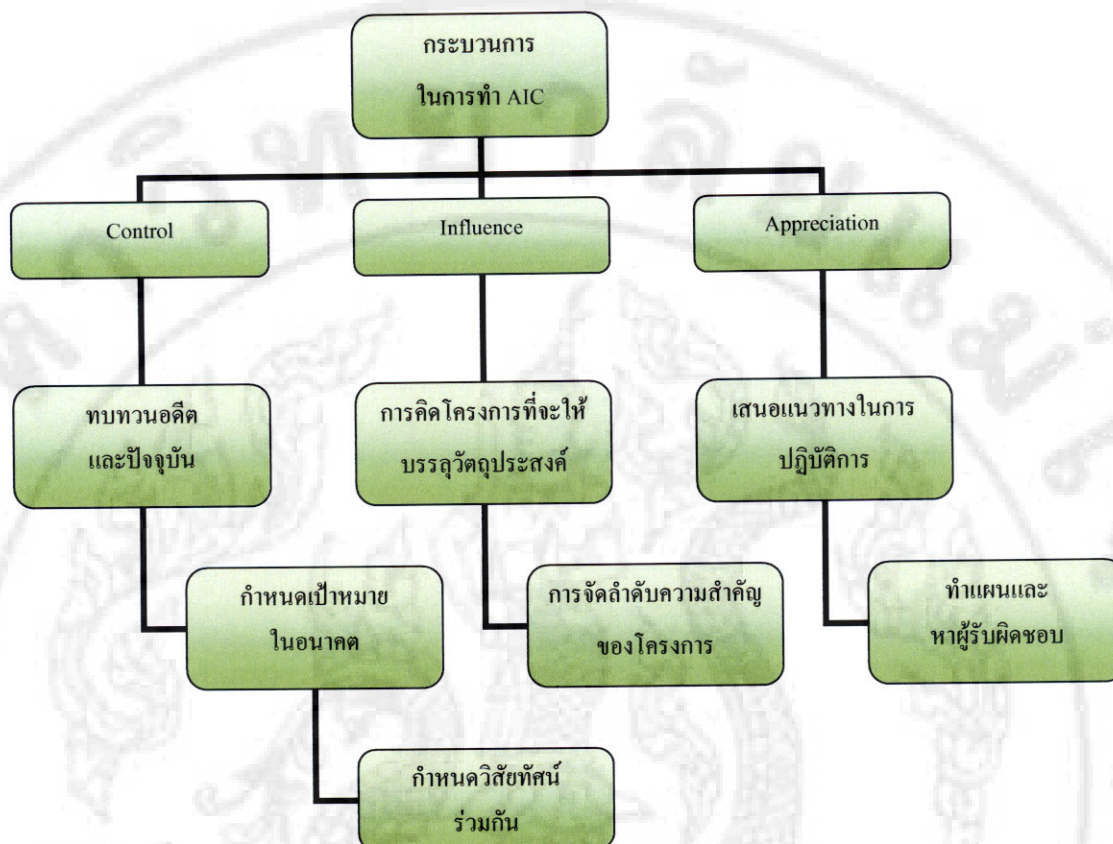 กระบวนการ
ในการทำ AIC
Control
Influence
Appreciation
ทบทวนอดีต
และปัจจุบัน
การคิดโครงการที่จะให้
บรรลุวัตถุประสงค์
เสนอแนวทางในการ
ปฏิบัติการ
กำหนดเป้าหมาย
ในอนาคต
การจัดลำดับความสำคัญ
ของโครงการ
ทำแผนและ
หาผู้รับผิดชอบ
กำหนดวิสัยทัศน์
ร่วมกัน